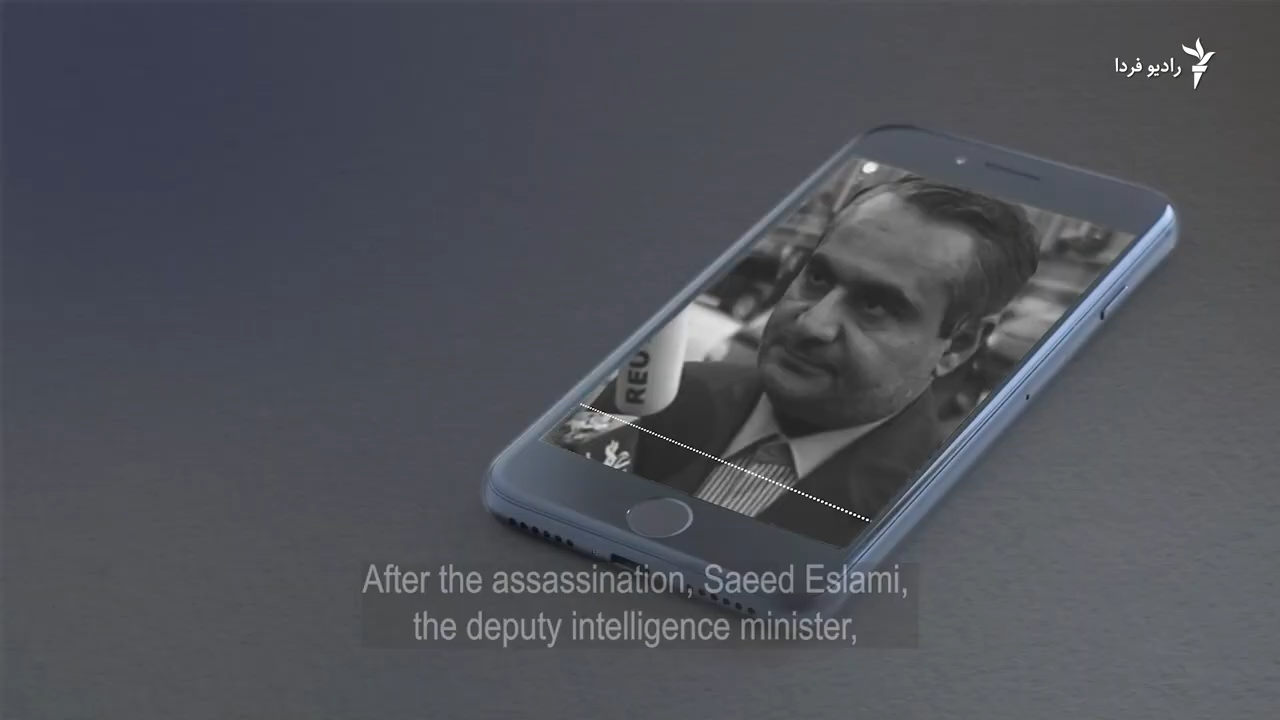 رادیو فردا
REU
After the assassination, Saeed Eslami,
the deputy intelligence minister,